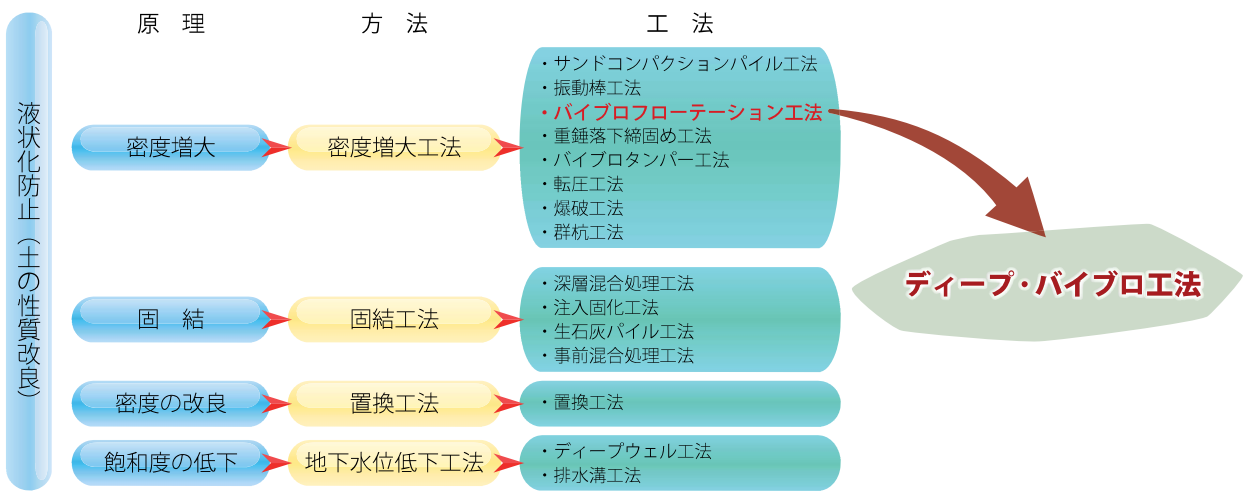 原　理
方　法
工　法
液状化防止（土の性質改良）
密度増大
密度増大工法
・サンドコンパクションパイル工法
・振動棒工法
・バイブロフローテーション工法
・重錘落下締固め工法
・バイブロタンパー工法
・転圧工法
・爆破工法
・群杭工法
ディープ・バイブロ工法
固　結
固結工法
・深層混合処理工法
・注入固化工法
・生石灰パイル工法
・事前混合処理工法
密度の改良
置換工法
・置換工法
飽和度の低下
地下水位低下工法
・ディープウェル工法
・排水溝工法